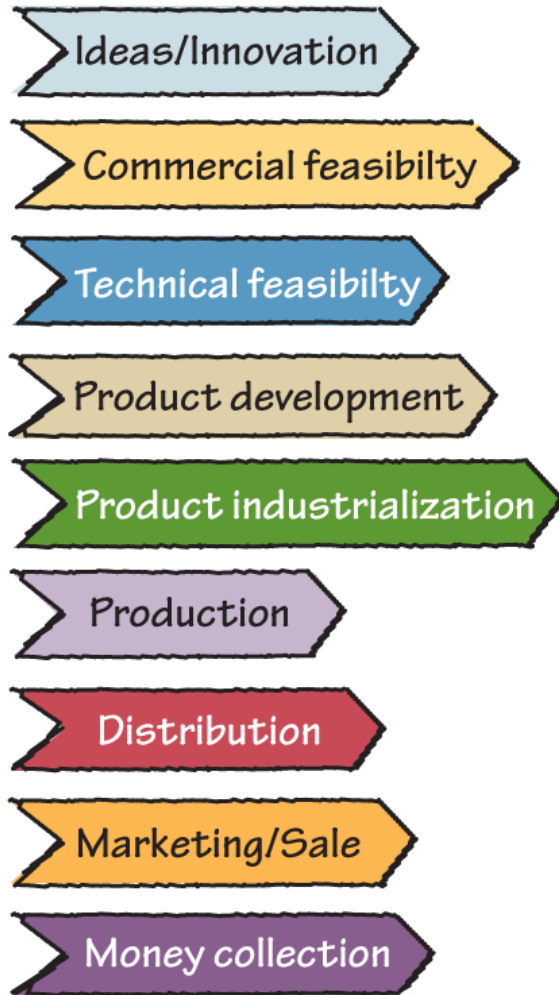 Ideas/Innovation
Commercial feasibilty
Technical feasibilty
Product development
Product industrialization
Production
Distribution
Marketing/Sale
Money collection